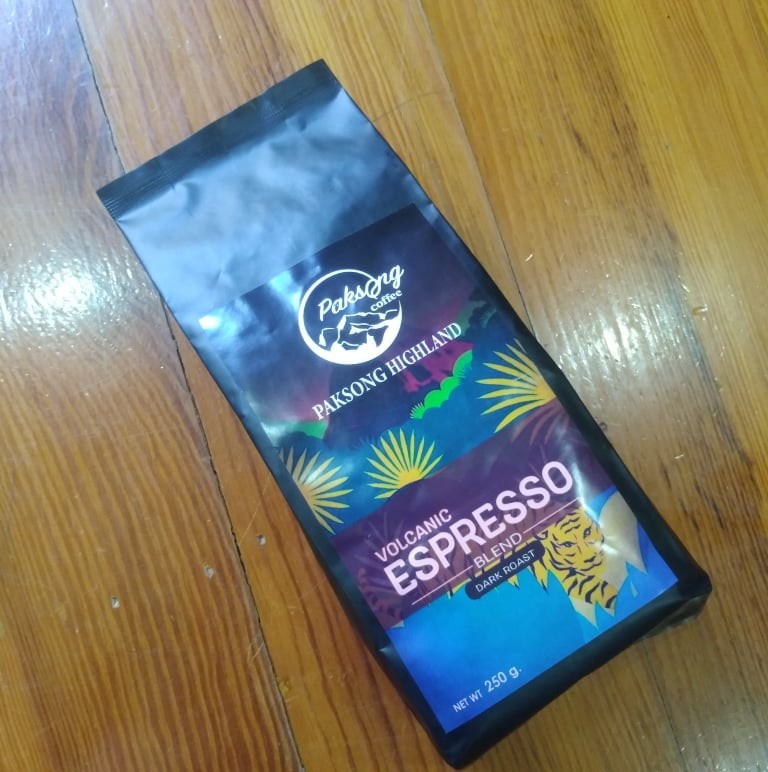 Paksong
coffee
PAKSONG HIGHLAND
VOLCANIC
ESPRESSO
BLEND
DARK ROAST
NET WT 250 g.